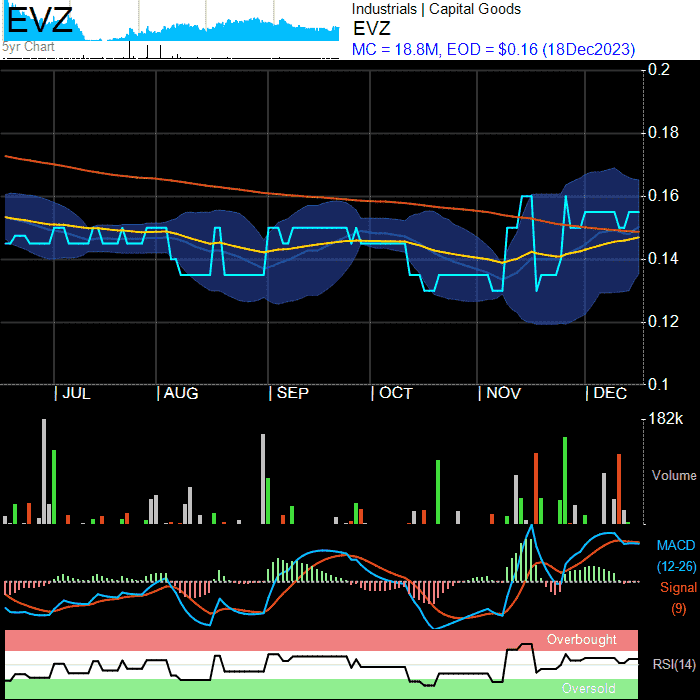 EVZ
5yr Chart
Industrials | Capital Goods
EVZ
MC = 18.8M, EOD = $0.16 (18Dec2023)
0.2
0.18
0.16
0.14
0.12
0.1
JUL AUG SEP OCT NOV DEC
182k
Volume
MACD
(12-26)
Signal
(9)
Overbought
RSI(14)
Oversold